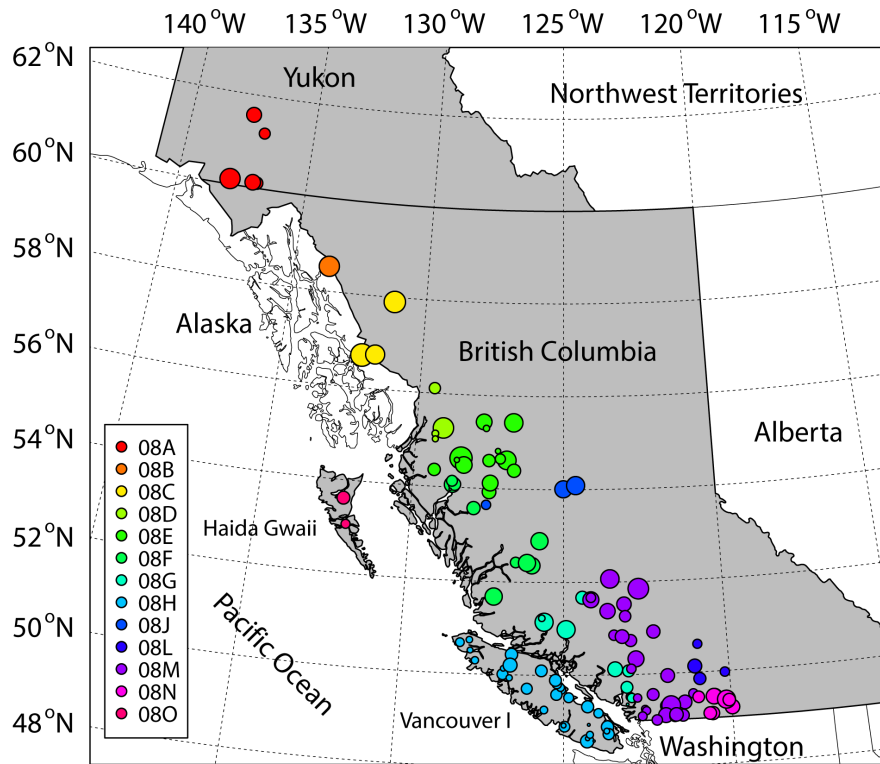 140°W 135°W 130°W 125°W 120°W 115°W
62°N
Yukon
Northwest Territories
60°N
58°N
Alaska
56°N
British Columbia
54°N
Alberta
08A
08B
08C
08D
08E
08F
08G
08H
08J
08L
08M
08N
08O
Haida Gwaii
52°N
Pacific Ocean
50°N
Vancouver I
48°N
Washington